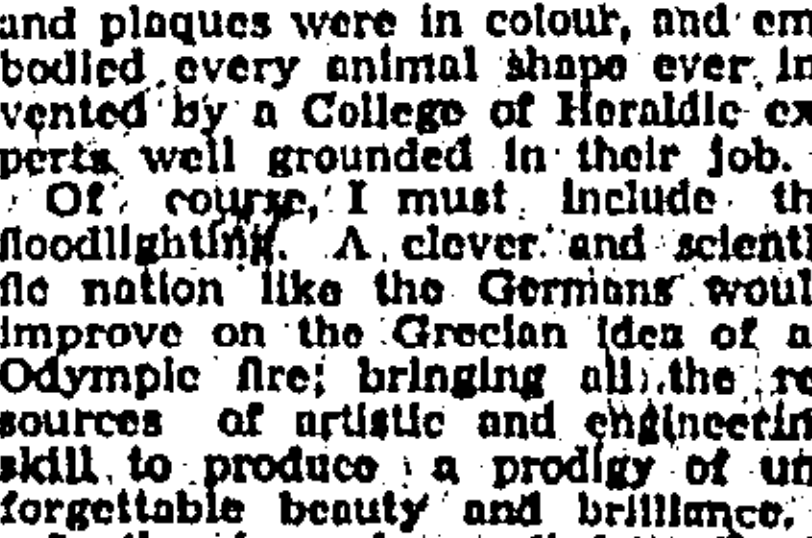 and plaques were in colour, and em
bodied every animal shape ever in
vented by a College of Heraldic ex
perts well grounded in their job.
Of course, I must include th
floodlighting. A clever and scienti
fic nation like the Germans woul
improve on the Grecian idea of a
Odympic fire; bringing all the re
sources of artistic and engineerin
skill to produce a prodigy of un
forgettable beauty and brilliance.